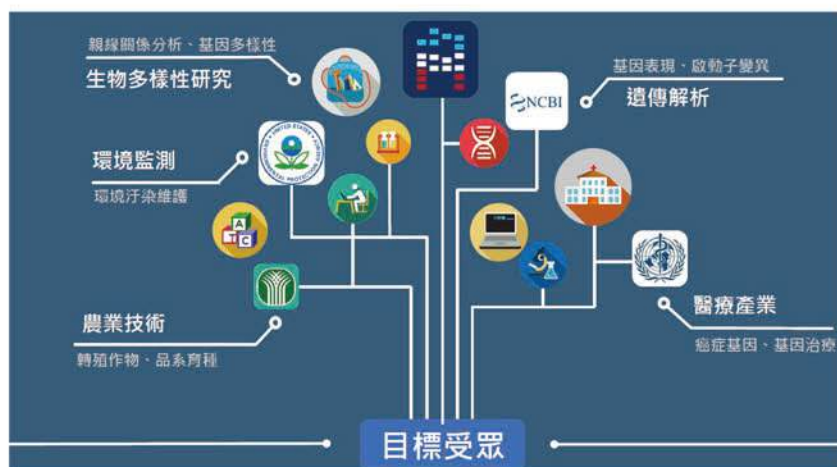 親緣關係分析、基因多樣性
生物多樣性研究
基因表現、啟動子變異
NCBI
遺傳解析
環境監測
環境汙染維護
A
T C
農業技術
轉殖作物、品系育種
醫療產業
癌症基因、基因治療
目標受眾